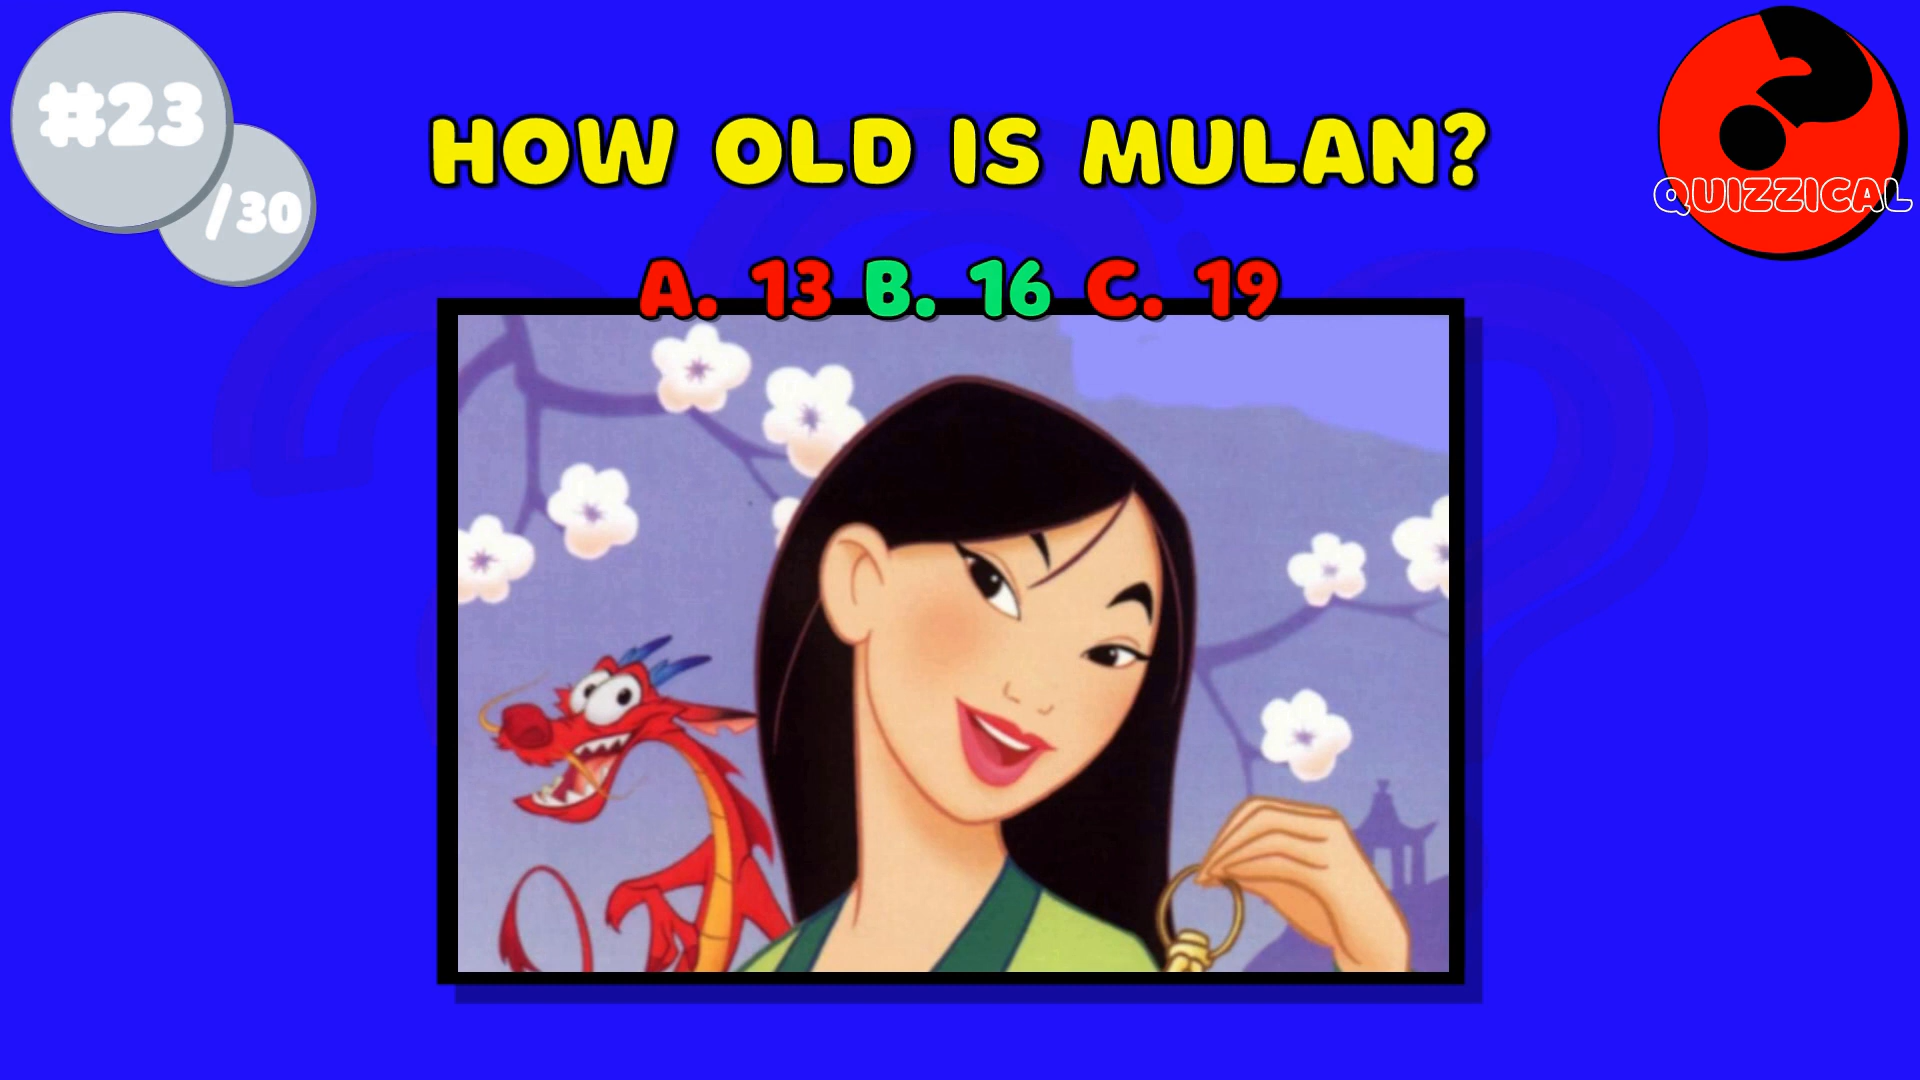 #23
/30
HOW OLD IS MULAN?
QUIZZICAL
A. 13 B. 16 C. 19